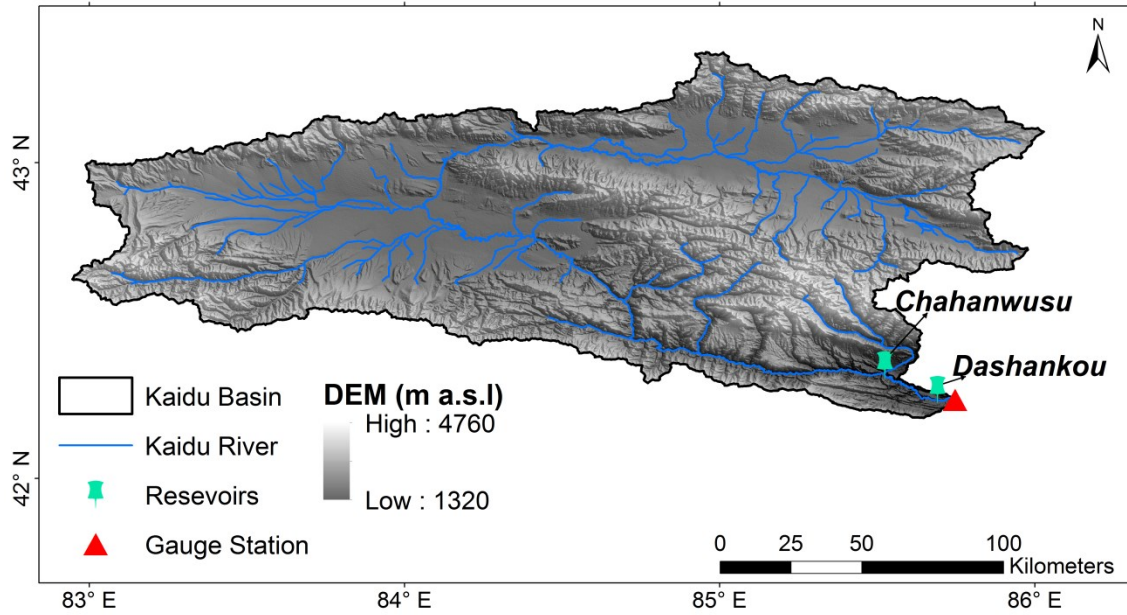 N
43° N
42° N
Chahanwusu
Dashankou
Kaidu Basin
Kaidu River
Resevoirs
Gauge Station
DEM (m a.s.l)
High : 4760
Low : 1320
0 25 50 100
Kilometers
83° E 84° E 85° E 86° E